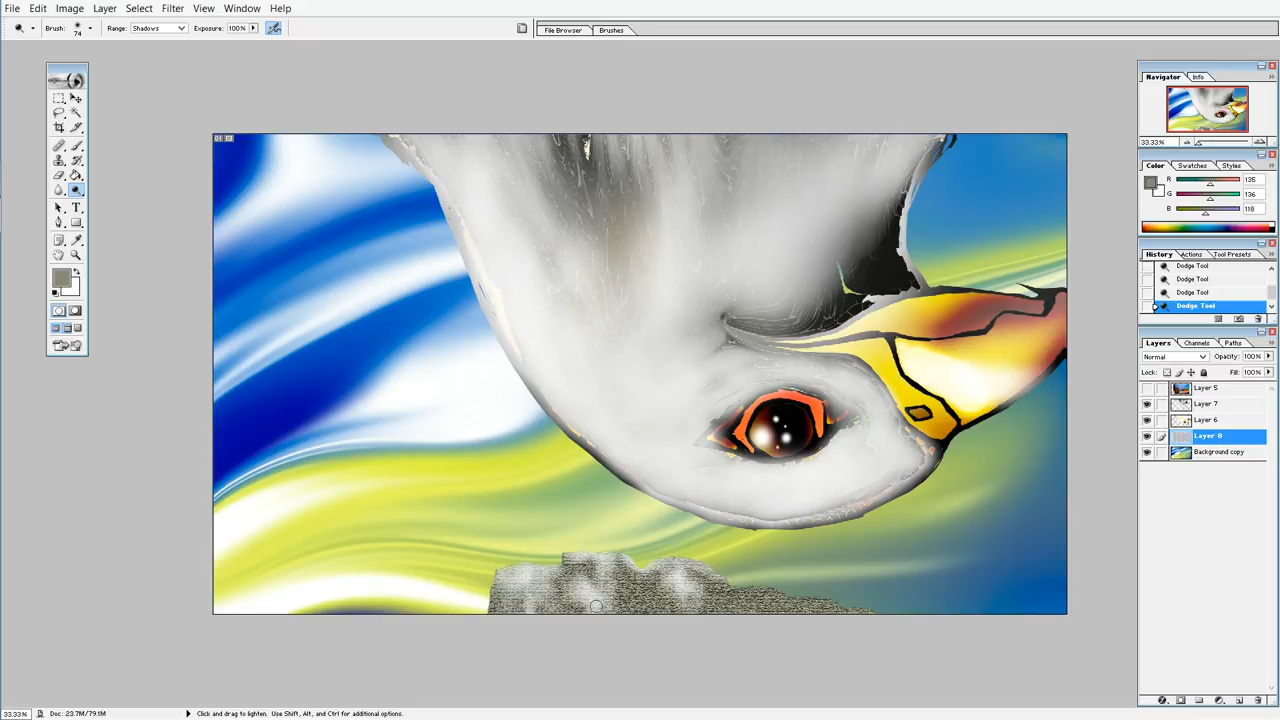 File Edit Image Layer Select Filter View Window Help
Brush: 74 Range: Shadows Exposure: 100% File Browser Brushes
Navigator Info
33.33%
Color Swatches Styles
R 135
G 136
B 118
History Actions Tool Presets
Dodge Tool
Dodge Tool
Dodge Tool
Dodge Tool
Layers Channels Paths
Normal Opacity: 100%
Lock: Fill: 100%
Layer 5
Layer 7
Layer 6
Layer 8
Background copy
01
T
33.33% Doc: 23.7M/79.1M Click and drag to lighten. Use Shift, Alt, and Ctrl for additional options.